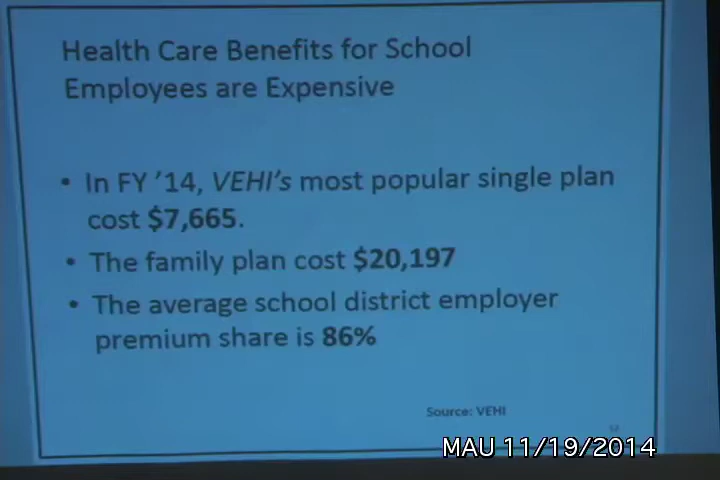 Health Care Benefits for School
Employees are Expensive
• In FY '14, VEHI's most popular single plan
cost $7,665.
• The family plan cost $20,197
• The average school district employer
premium share is 86%
Source: VEHI
MAU 11/19/2014